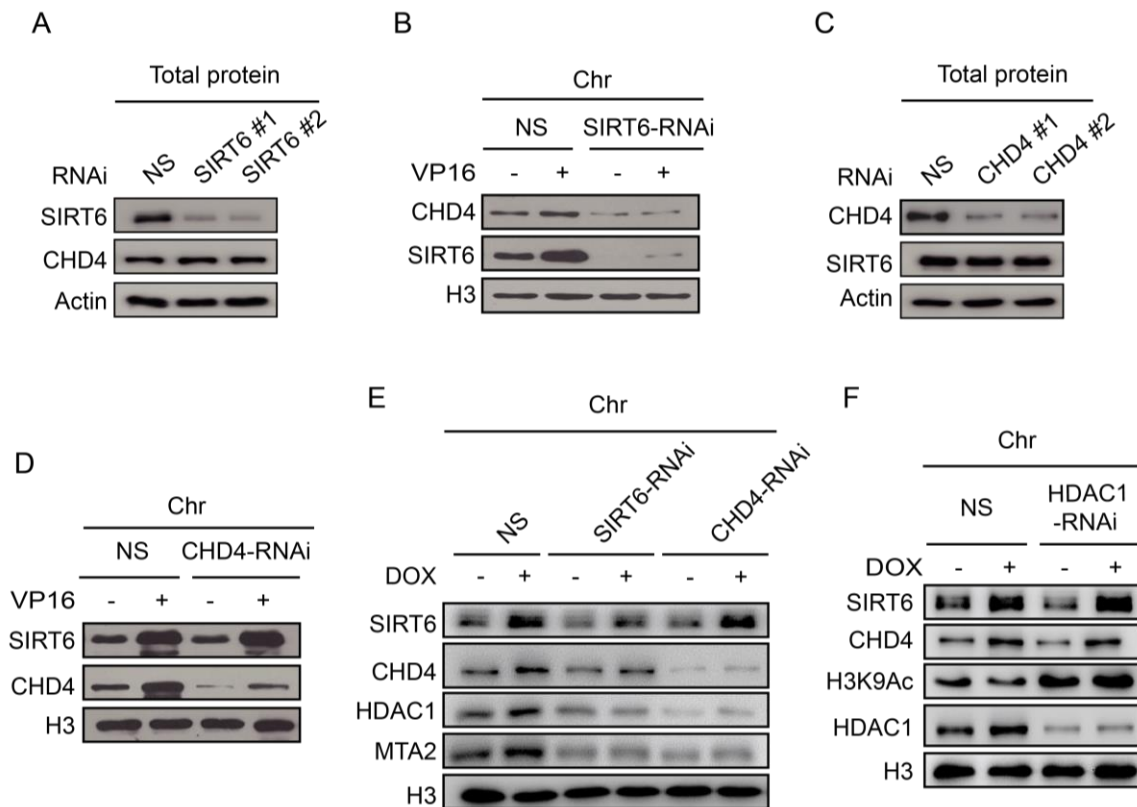 A
Total protein
RNAi NS SIRT6 #1 SIRT6 #2
SIRT6
CHD4
Actin
B
Chr
NS SIRT6-RNAi
VP16 - + - +
CHD4
SIRT6
H3
C
Total protein
RNAi NS CHD4 #1 CHD4 #2
CHD4
SIRT6
Actin
D
Chr
NS CHD4-RNAi
VP16 - + - +
SIRT6
CHD4
H3
E
Chr
NS SIRT6-RNAi CHD4-RNAi
DOX - + - + - +
SIRT6
CHD4
HDAC1
MTA2
H3
F
Chr
NS HDAC1
-RNAi
DOX - + - +
SIRT6
CHD4
H3K9Ac
HDAC1
H3